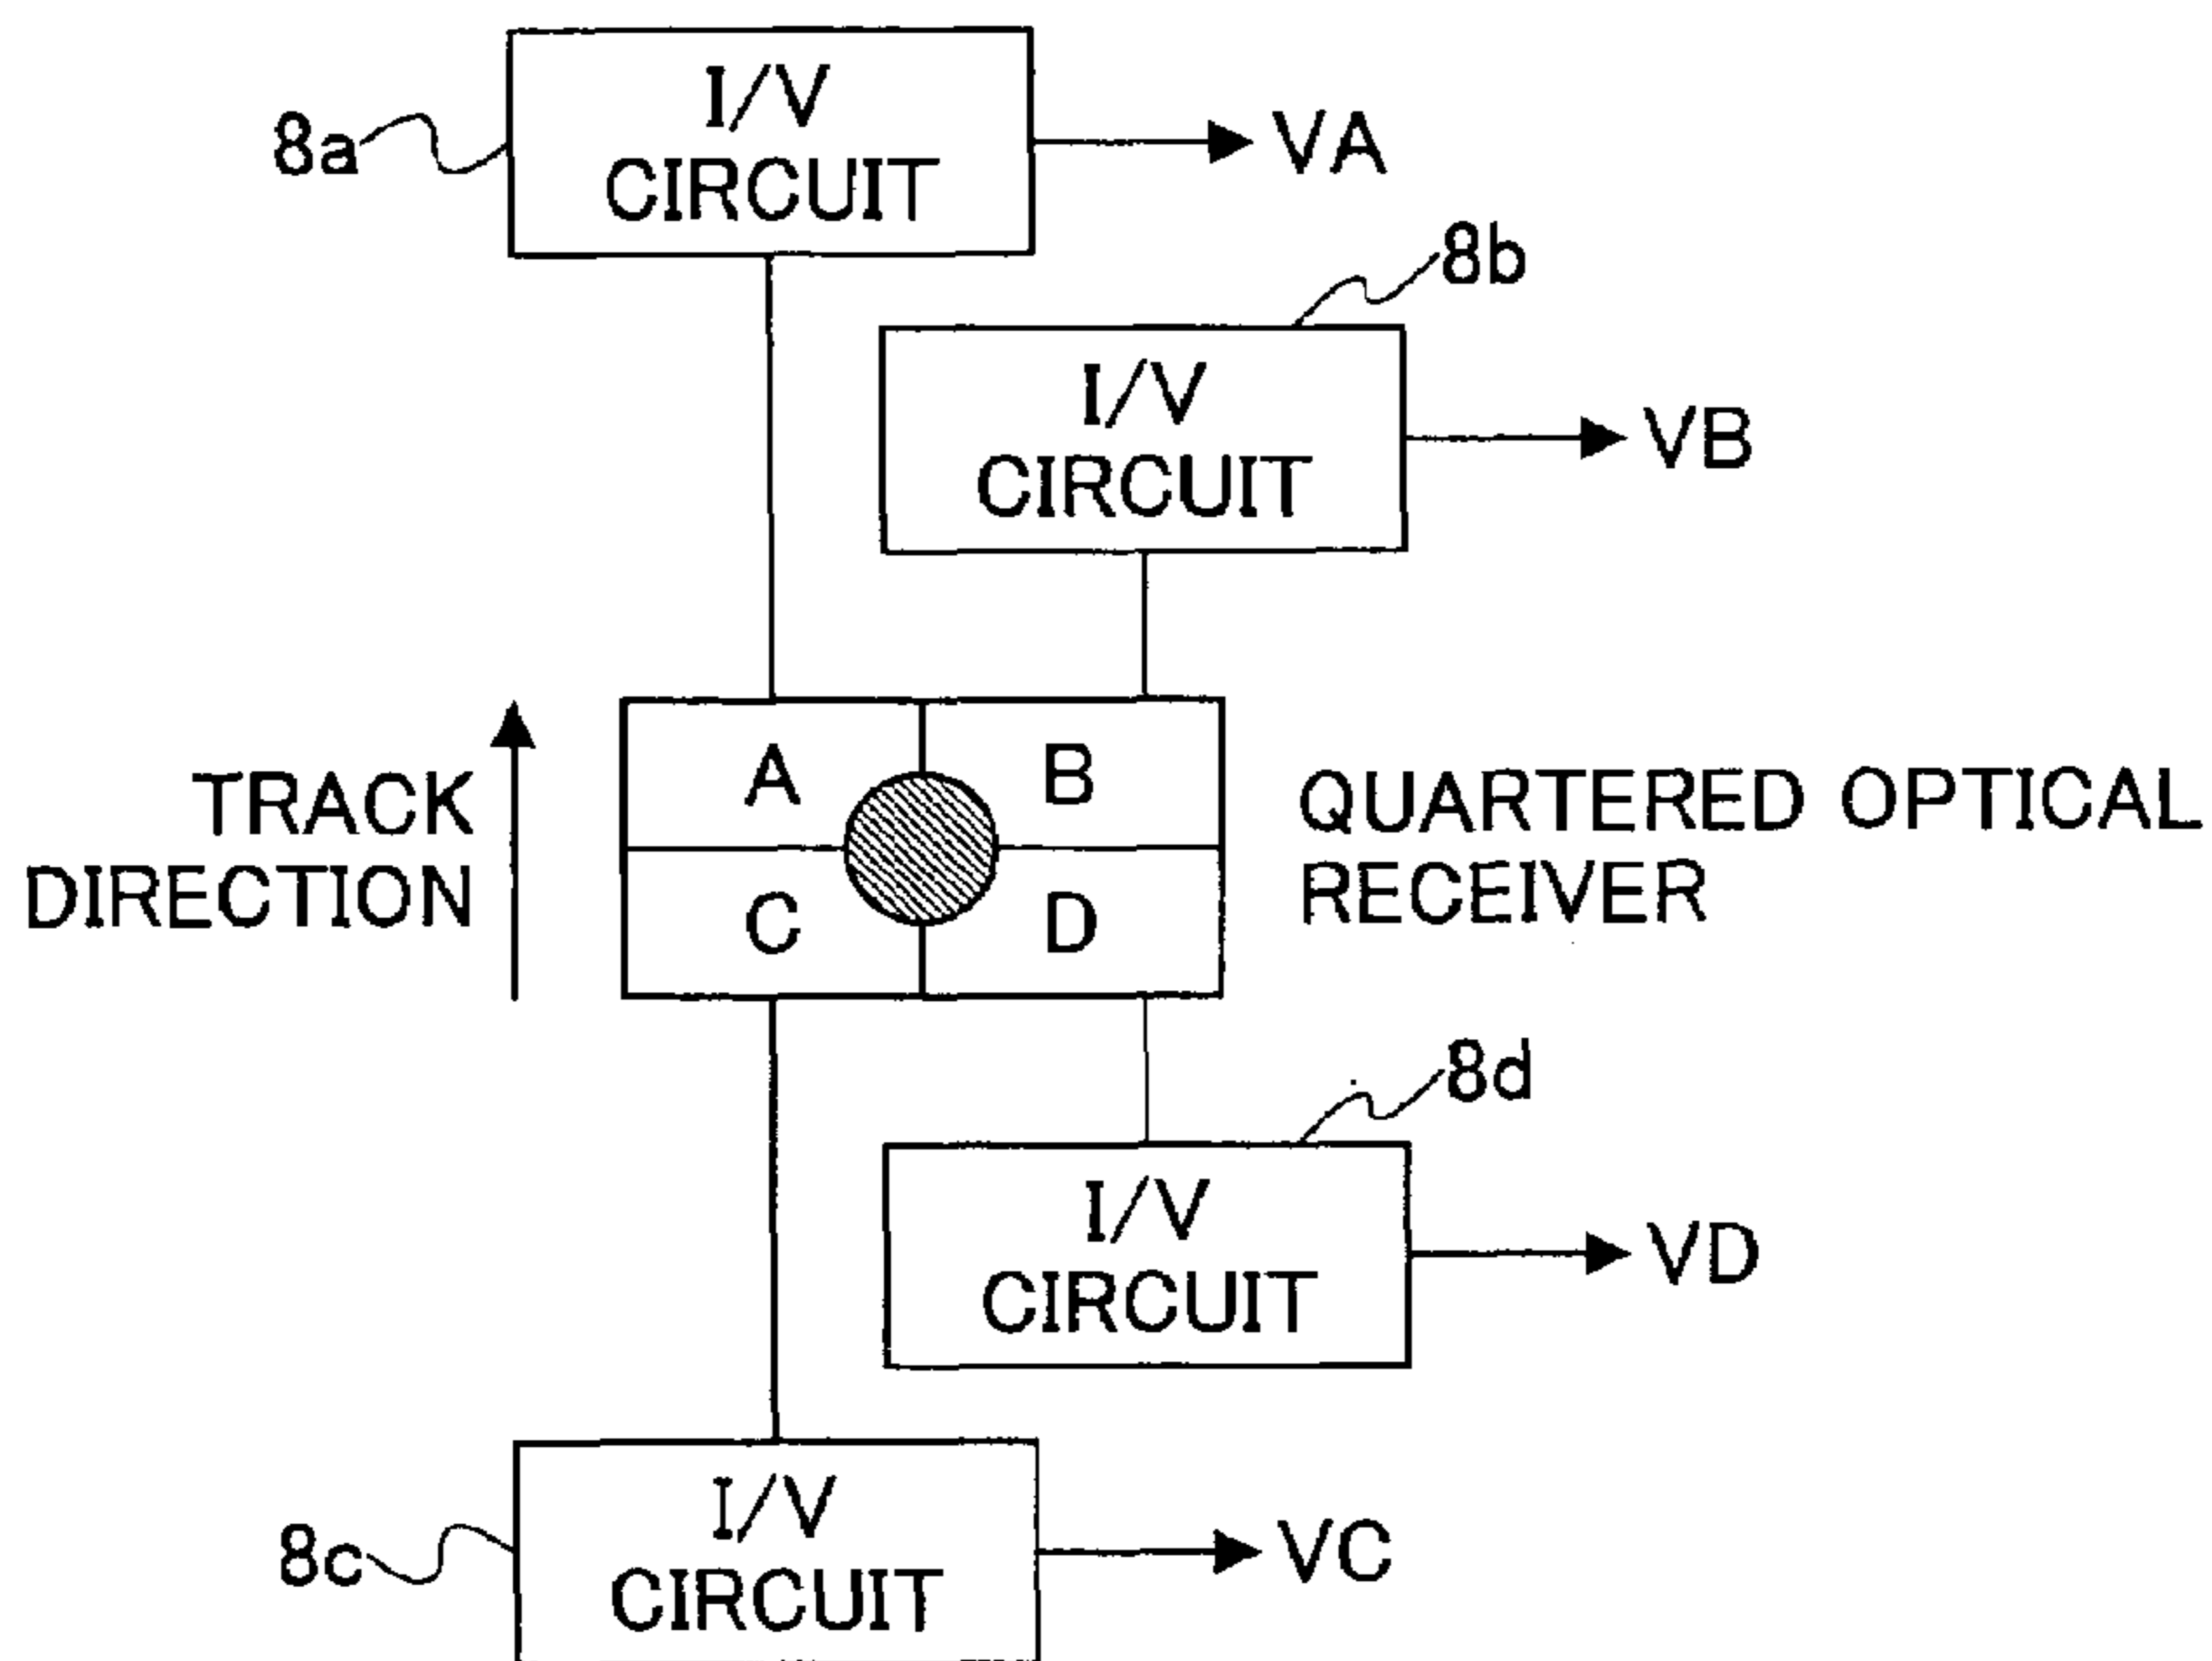 I/V
CIRCUIT
8a
VA
8b
I/V
CIRCUIT
VB
TRACK
DIRECTION
A
B
C
D
QUARTERED OPTICAL
RECEIVER
8d
I/V
CIRCUIT
VD
8c
I/V
CIRCUIT
VC